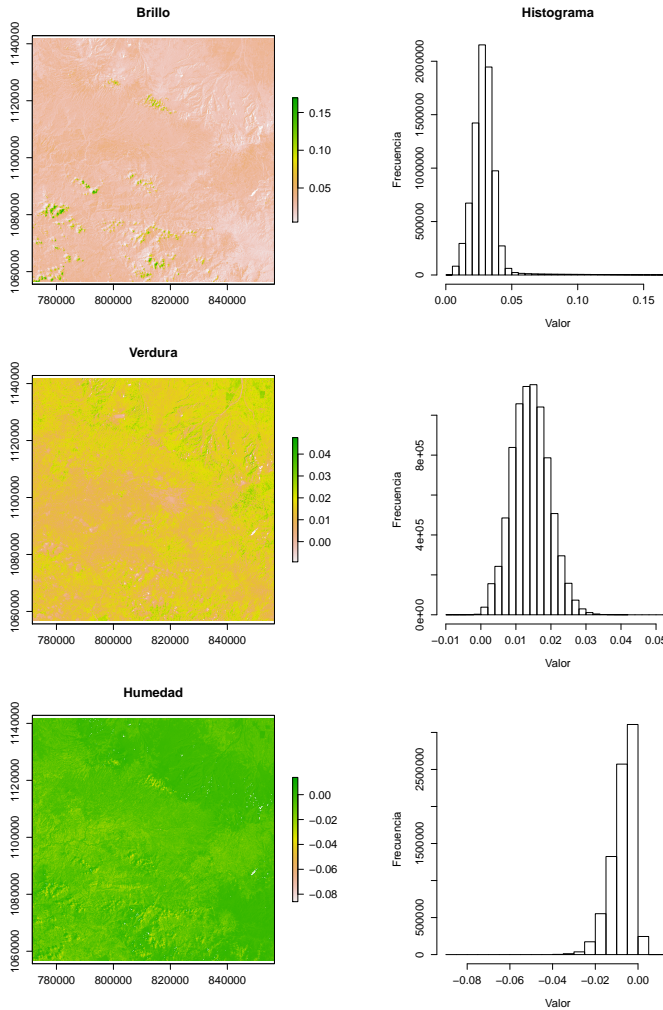 Brillo
1140000
1120000
1100000
1080000
1060000
780000 800000 820000 840000
0.15
0.10
0.05
Histograma
Frecuencia
2000000
1500000
1000000
500000
0
0.00 0.05 0.10 0.15
Valor
Verdura
1140000
1120000
1100000
1080000
1060000
780000 800000 820000 840000
0.04
0.03
0.02
0.01
0.00
Frecuencia
8e+05
4e+05
0e+00
−0.01 0.00 0.01 0.02 0.03 0.04 0.05
Valor
Humedad
1140000
1120000
1100000
1080000
1060000
780000 800000 820000 840000
0.00
−0.02
−0.04
−0.06
−0.08
Frecuencia
2500000
1500000
500000
0
−0.08 −0.06 −0.04 −0.02 0.00
Valor